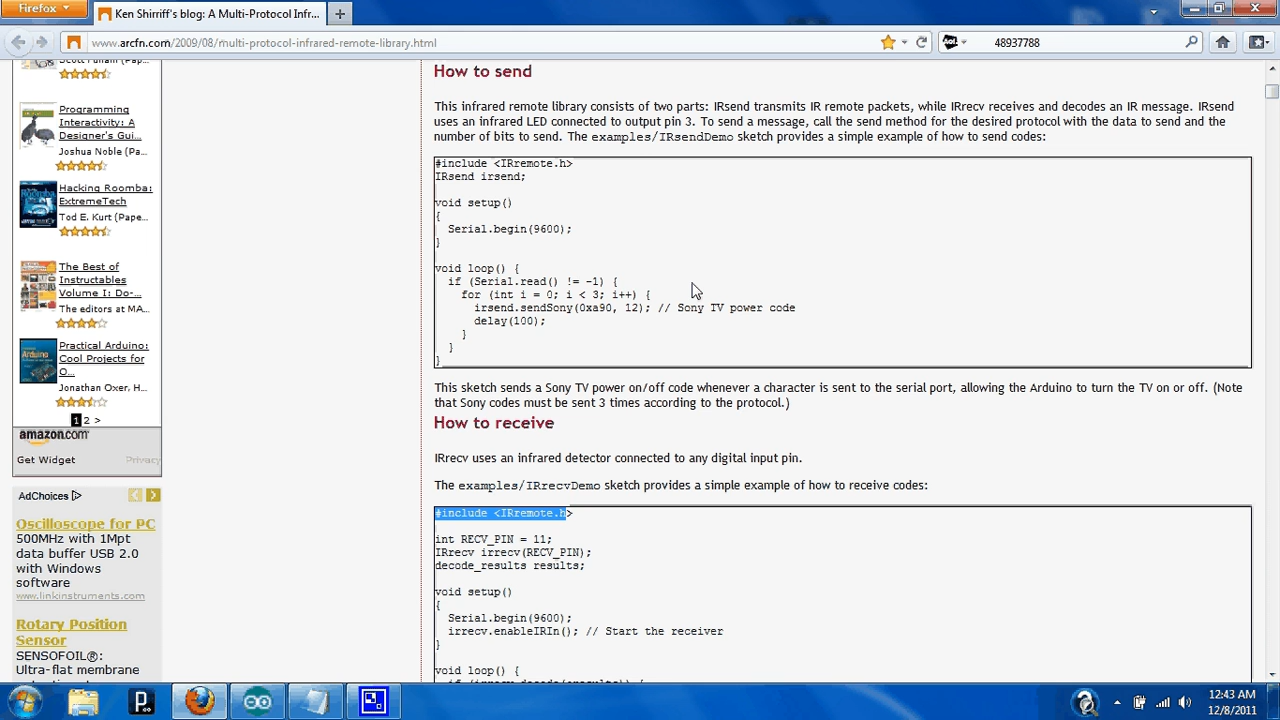 Firefox
Ken Shirriff's blog: A Multi-Protocol Infr...
www.arcfn.com/2009/08/multi-protocol-infrared-remote-library.html
48937788
Programming
Interactivity: A
Designer's Gui...
Joshua Noble (Pape...
Hacking Roomba:
ExtremeTech
Tod E. Kurt (Pape...
The Best of
Instructables
Volume I: Do-...
The editors at MA...
Practical Arduino:
Cool Projects for
O...
Jonathan Oxer, H...
1 2 >
amazon.com
Get Widget
Privacy
AdChoices
Oscilloscope for PC
500MHz with 1Mpt
data buffer USB 2.0
with Windows
software
www.linkinstruments.com
Rotary Position
Sensor
SENSOFOIL®:
Ultra-flat membrane
How to send
This infrared remote library consists of two parts: IRsend transmits IR remote packets, while IRrecv receives and decodes an IR message. IRsend
uses an infrared LED connected to output pin 3. To send a message, call the send method for the desired protocol with the data to send and the
number of bits to send. The examples/IRsendDemo sketch provides a simple example of how to send codes:
#include <IRremote.h>
IRsend irsend;
void setup()
{
Serial.begin(9600);
}
void loop() {
if (Serial.read() != -1) {
for (int i = 0; i < 3; i++) {
irsend.sendSony(0xa90, 12); // Sony TV power code
delay(100);
}
}
}
This sketch sends a Sony TV power on/off code whenever a character is sent to the serial port, allowing the Arduino to turn the TV on or off. (Note
that Sony codes must be sent 3 times according to the protocol.)
How to receive
IRrecv uses an infrared detector connected to any digital input pin.
The examples/IRrecvDemo sketch provides a simple example of how to receive codes:
#include <IRremote.h>
int RECV_PIN = 11;
IRrecv irrecv(RECV_PIN);
decode_results results;
void setup()
{
Serial.begin(9600);
irrecv.enableIRIn(); // Start the receiver
}
void loop() {
12:43 AM
12/8/2011